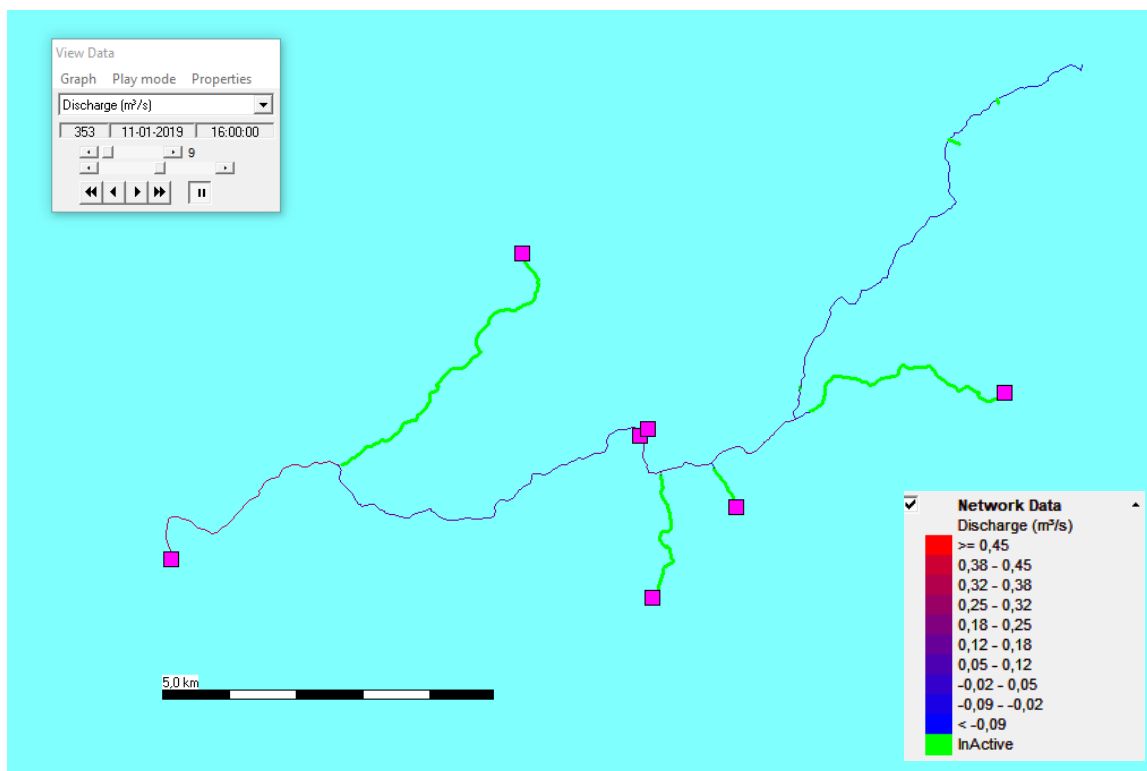 View Data
Graph Play mode Properties
Discharge (m³/s)
353 11-01-2019 16:00:00
9
5,0 km
Network Data
Discharge (m³/s)
>= 0,45
0,38 - 0,45
0,32 - 0,38
0,25 - 0,32
0,18 - 0,25
0,12 - 0,18
0,05 - 0,12
-0,02 - 0,05
-0,09 - -0,02
< -0,09
InActive